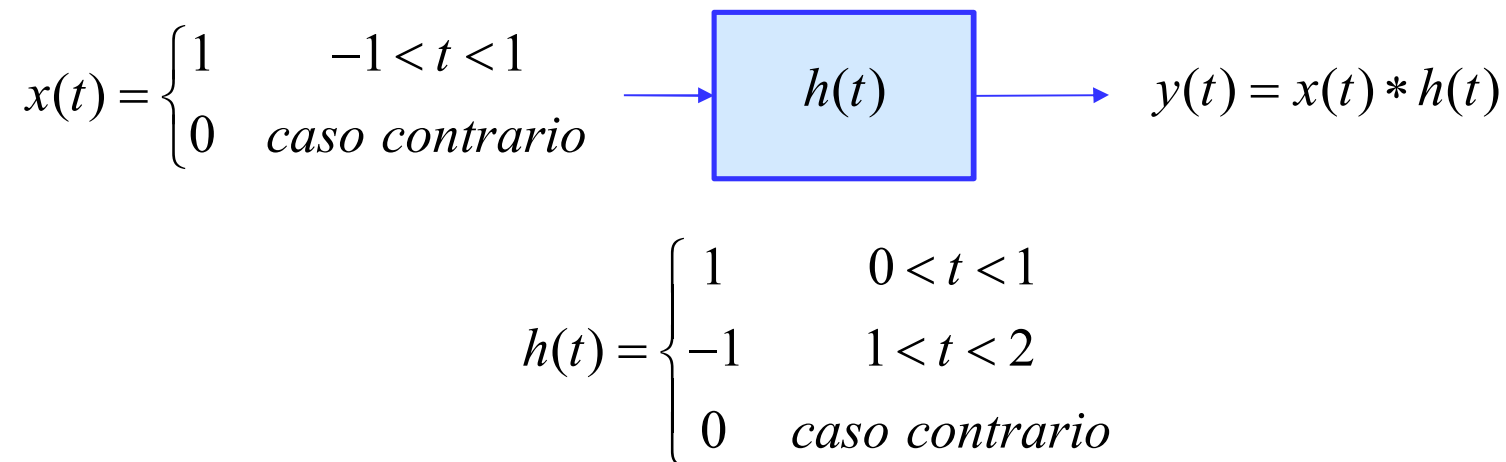 x(t) = { 1 −1 < t < 1
0 caso contrario
h(t)
y(t) = x(t) * h(t)
h(t) = { 1 0 < t < 1
−1 1 < t < 2
0 caso contrario